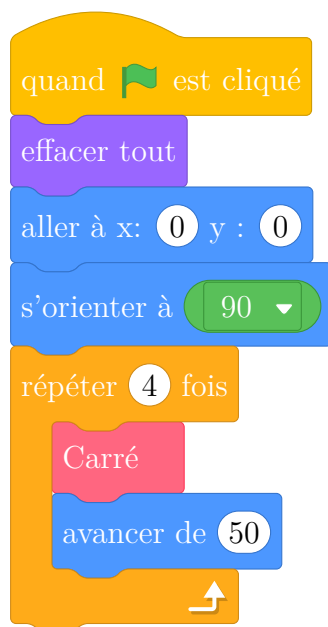 quand est cliqué
effacer tout
aller à x: 0 y : 0
s'orienter à 90
répéter 4 fois
Carré
avancer de 50